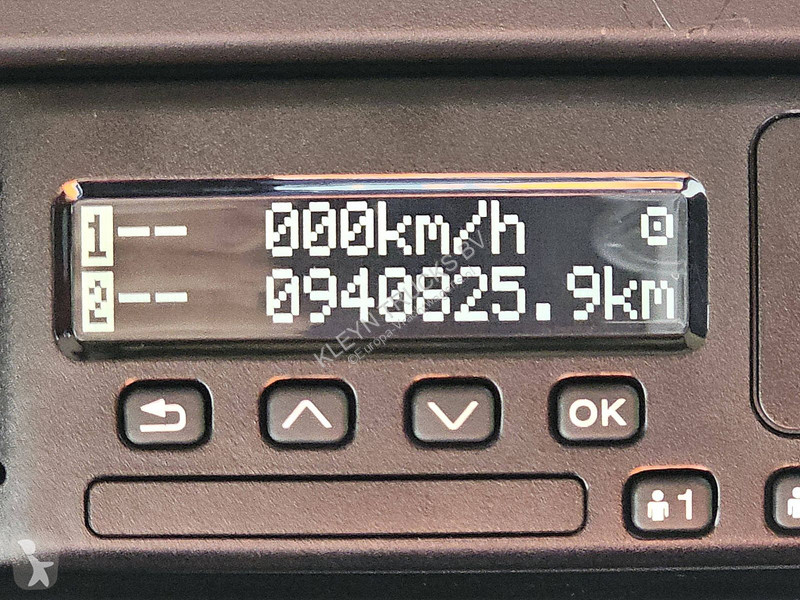 1 -- 000km/h
2 -- 0940825.9km
KLEYN TRUCKS BV
OK
1